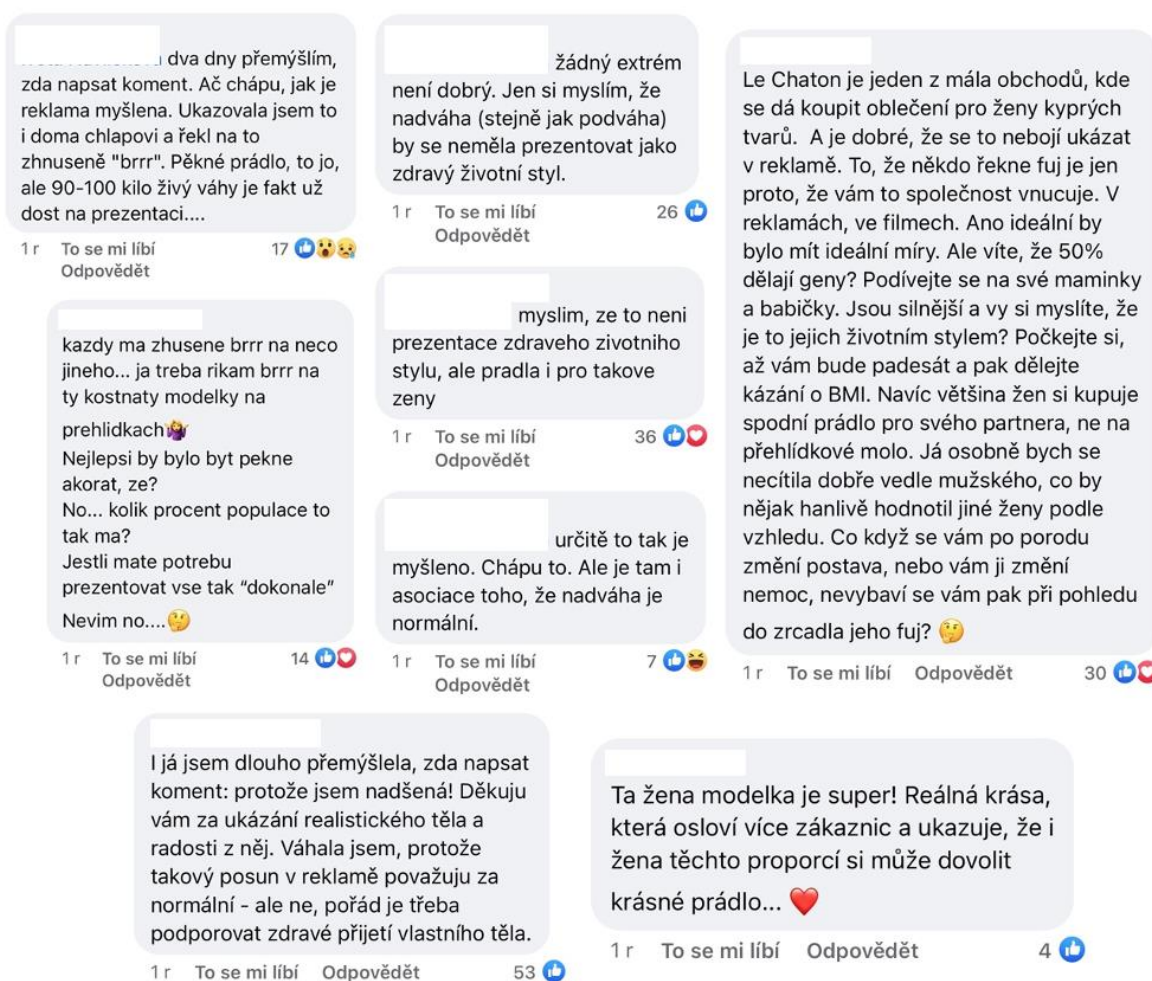 dva dny přemýšlím,
zda napsat koment. Ač chápu, jak je
reklama myšlena. Ukazovala jsem to
i doma chlapovi a řekl na to
zhnuseně "brrr". Pěkné prádlo, to jo,
ale 90-100 kilo živý váhy je fakt už
dost na prezentaci....
1 r To se mi líbí 17
Odpovědět
kazdy ma zhusene brrr na neco
jineho... ja treba rikam brrr na
ty kostnaty modelky na
prehlidkach🤷‍♀️
Nejlepsi by bylo byt pekne
akorat, ze?
No... kolik procent populace to
tak ma?
Jestli mate potrebu
prezentovat vse tak “dokonale”
Nevim no....🤔
1 r To se mi líbí 14
Odpovědět
žádný extrém
není dobrý. Jen si myslím, že
nadváha (stejně jak podváha)
by se neměla prezentovat jako
zdravý životní styl.
1 r To se mi líbí 26
Odpovědět
myslim, ze to neni
prezentace zdraveho zivotniho
stylu, ale pradla i pro takove
zeny
1 r To se mi líbí 36
Odpovědět
určitě to tak je
myšleno. Chápu to. Ale je tam i
asociace toho, že nadváha je
normální.
1 r To se mi líbí 7
Odpovědět
Le Chaton je jeden z mála obchodů, kde
se dá koupit oblečení pro ženy kyprých
tvarů. A je dobré, že se to nebojí ukázat
v reklamě. To, že někdo řekne fuj je jen
proto, že vám to společnost vnucuje. V
reklamách, ve filmech. Ano ideální by
bylo mít ideální míry. Ale víte, že 50%
dělají geny? Podívejte se na své maminky
a babičky. Jsou silnější a vy si myslíte, že
je to jejich životním stylem? Počkejte si,
až vám bude padesát a pak dělejte
kázání o BMI. Navíc většina žen si kupuje
spodní prádlo pro svého partnera, ne na
přehlídkové molo. Já osobně bych se
necítila dobře vedle mužského, co by
nějak hanlivě hodnotil jiné ženy podle
vzhledu. Co když se vám po porodu
změní postava, nebo vám ji změní
nemoc, nevybaví se vám pak při pohledu
do zrcadla jeho fuj? 🤔
1 r To se mi líbí Odpovědět 30
I já jsem dlouho přemýšlela, zda napsat
koment: protože jsem nadšená! Děkuju
vám za ukázání realistického těla a
radosti z něj. Váhala jsem, protože
takový posun v reklamě považuju za
normální - ale ne, pořád je třeba
podporovat zdravé přijetí vlastního těla.
1 r To se mi líbí Odpovědět 53
Ta žena modelka je super! Reálná krása,
která osloví více zákaznic a ukazuje, že i
žena těchto proporcí si může dovolit
krásné prádlo... ❤️
1 r To se mi líbí Odpovědět 4